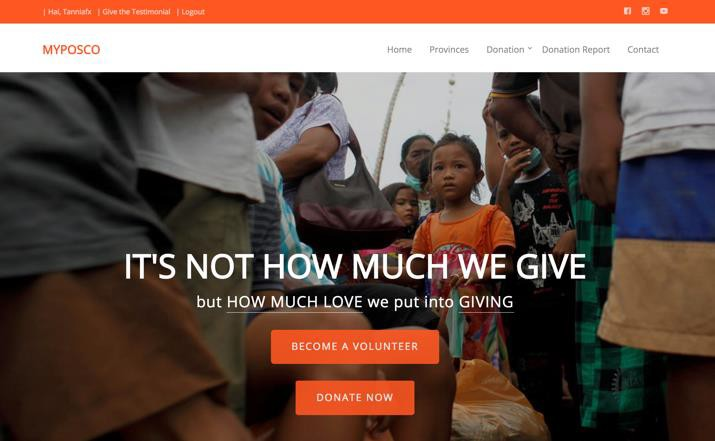 | Hai, Tanniafx | Give the Testimonial | Logout
MYPOSCO
Home Provinces Donation Donation Report Contact
IT'S NOT HOW MUCH WE GIVE
but HOW MUCH LOVE we put into GIVING
BECOME A VOLUNTEER
DONATE NOW